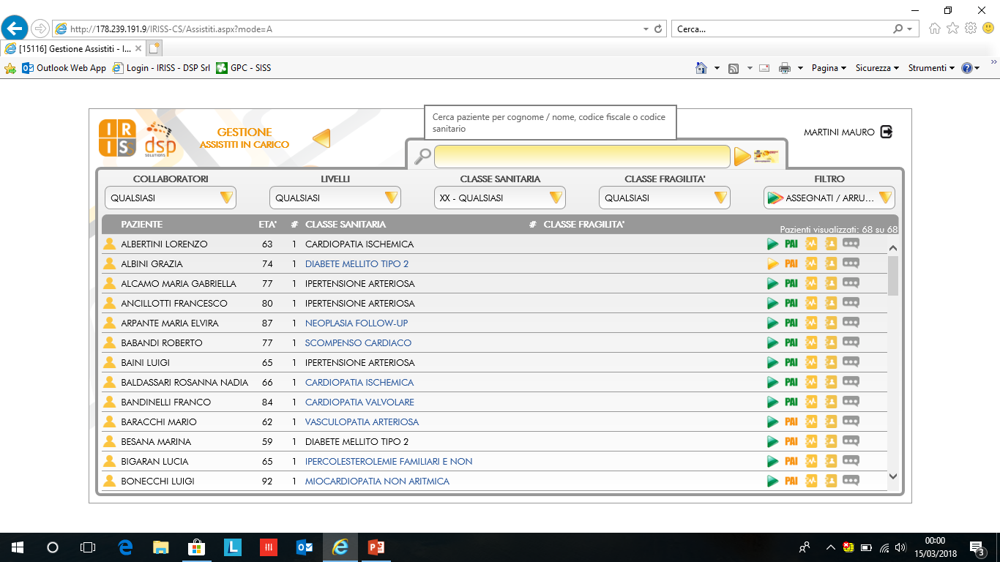 http://178.239.191.9/IRISS-CS/Assistiti.aspx?mode=A
Cerca...
[15116] Gestione Assistiti - I...
Outlook Web App Login - IRISS - DSP Srl GPC - SISS
Pagina Sicurezza Strumenti
Cerca paziente per cognome / nome, codice fiscale o codice
sanitario
IRIS S
dsp
SOLUTIONS
GESTIONE
ASSISTITI IN CARICO
MARTINI MAURO
COLLABORATORI LIVELLI CLASSE SANITARIA CLASSE FRAGILITA' FILTRO
QUALSIASI QUALSIASI XX - QUALSIASI QUALSIASI ASSEGNATI / ARRU...
PAZIENTE ETA' # CLASSE SANITARIA # CLASSE FRAGILITA'
Pazienti visualizzati: 68 su 68
ALBERTINI LORENZO 63 1 CARDIOPATIA ISCHEMICA PAI
ALBINI GRAZIA 74 1 DIABETE MELLITO TIPO 2 PAI
ALCAMO MARIA GABRIELLA 77 1 IPERTENSIONE ARTERIOSA PAI
ANCILLOTTI FRANCESCO 80 1 IPERTENSIONE ARTERIOSA PAI
ARPANTE MARIA ELVIRA 87 1 NEOPLASIA FOLLOW-UP PAI
BABANDI ROBERTO 77 1 SCOMPENSO CARDIACO PAI
BAINI LUIGI 65 1 IPERTENSIONE ARTERIOSA PAI
BALDASSARI ROSANNA NADIA 66 1 CARDIOPATIA ISCHEMICA PAI
BANDINELLI FRANCO 84 1 CARDIOPATIA VALVOLARE PAI
BARACCHI MARIO 62 1 VASCULOPATIA ARTERIOSA PAI
BESANA MARINA 59 1 DIABETE MELLITO TIPO 2 PAI
BIGARAN LUCIA 65 1 IPERCOLESTEROLEMIE FAMILIARI E NON PAI
BONECCHI LUIGI 92 1 MIOCARDIOPATIA NON ARITMICA PAI
00:00
15/03/2018
3